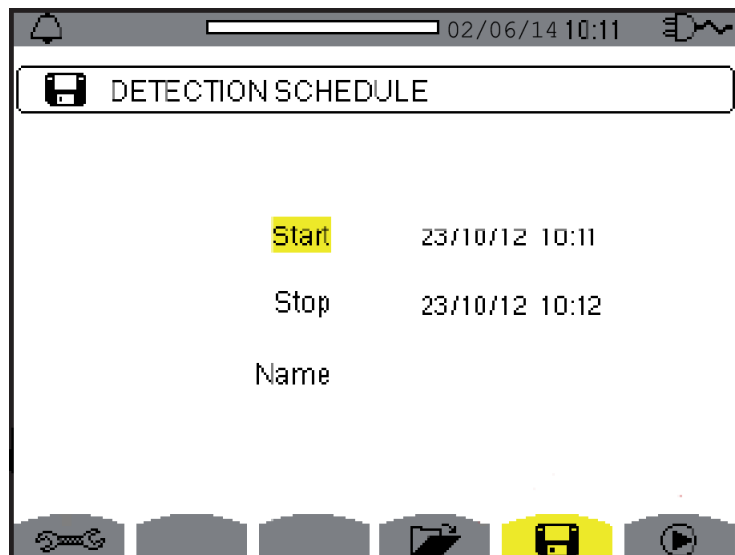 02/06/14 10:11
DETECTION SCHEDULE
Start 23/10/12 10:11
Stop 23/10/12 10:12
Name